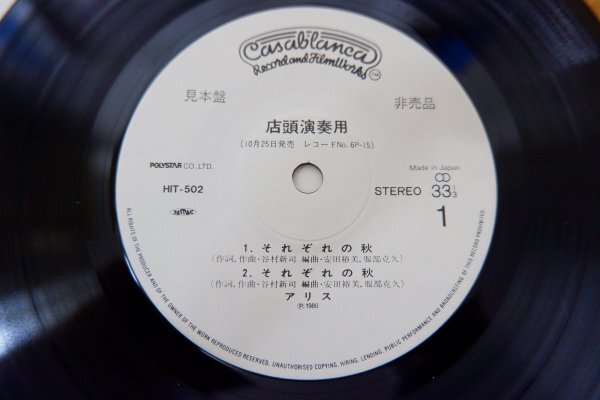 Casablanca
Record and FilmWorks
™
見本盤
非売品
店頭演奏用
(10月25日発売 レコードNo. 6P-15)
POLYSTAR CO., LTD.
Made in Japan
HIT-502
STEREO 33 1/3
1
1. それぞれの秋
(作詞、作曲・谷村新司 編曲・安田裕美、服部克久)
2. それぞれの秋
(作詞、作曲・谷村新司 編曲・安田裕美、服部克久)
アリス
Ⓟ1980
ALL RIGHTS OF THE PRODUCER AND OF THE OWNER OF THE WORK REPRODUCED RESERVED. UNAUTHORISED COPYING, HIRING, LENDING, PUBLIC PERFORMANCE AND BROADCASTING OF THIS RECORD PROHIBITED